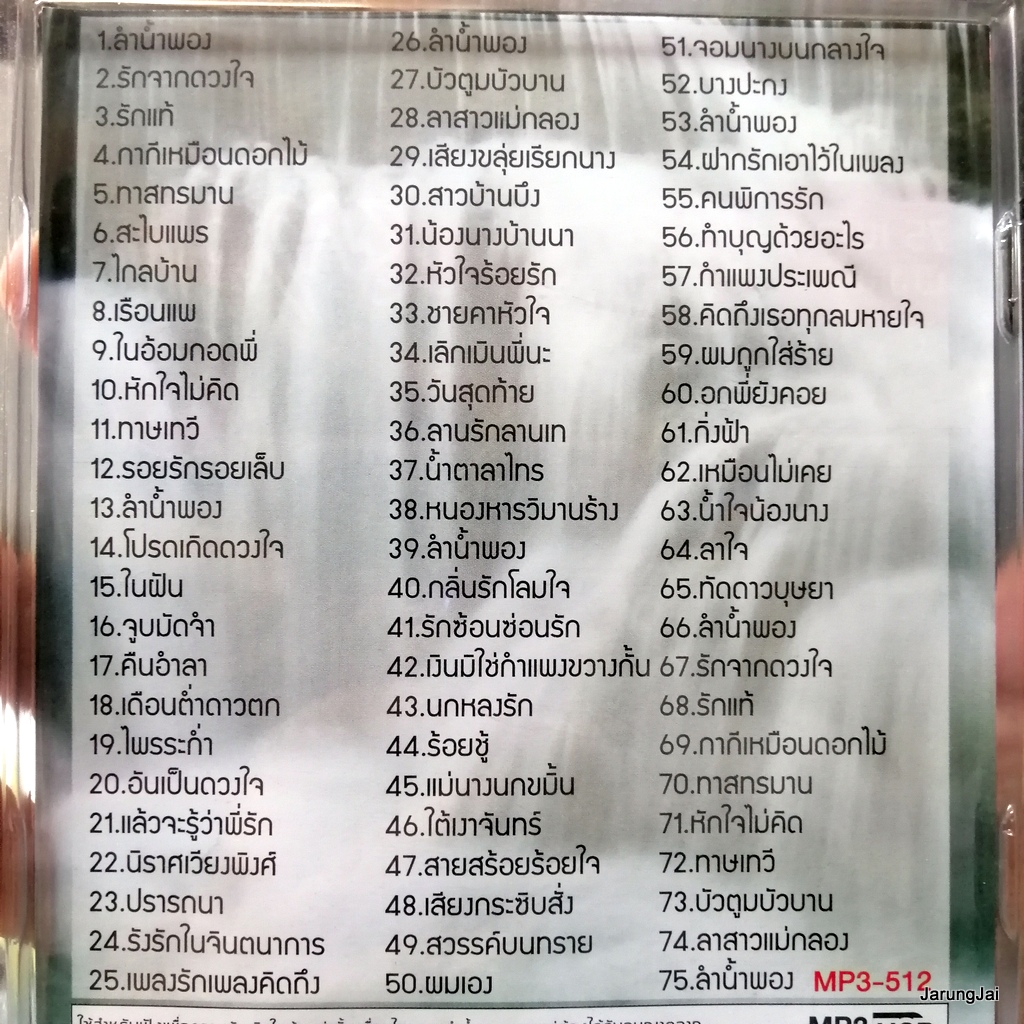 1.ลำน้ำพอง
2.รักจากดวงใจ
3.รักแท้
4.กากีเหมือนดอกไม้
5.ทาสทรมาน
6.สะใบแพร
7.ไกลบ้าน
8.เรือนแพ
9.ในอ้อมกอดพี่
10.หักใจไม่คิด
11.ทาษเทวี
12.รอยรักรอยเล็บ
13.ลำน้ำพอง
14.โปรดเถิดดวงใจ
15.ในฝัน
16.จูบมัดจำ
17.คืนอำลา
18.เดือนต่ำดาวตก
19.ไพรระกำ
20.อันเป็นดวงใจ
21.แล้วจะรู้ว่าพี่รัก
22.นิราศเวียงพิงศ์
23.ปรารถนา
24.รังรักในจินตนาการ
25.เพลงรักเพลงคิดถึง
26.ลำน้ำพอง
27.บัวตูมบัวบาน
28.ลาสาวแม่กลอง
29.เสียงขลุ่ยเรียกนาง
30.สาวบ้านบึง
31.น้องนางบ้านนา
32.หัวใจร้อยรัก
33.ชายคาหัวใจ
34.เลิกเมินพี่นะ
35.วันสุดท้าย
36.ลานรักลานเท
37.น้ำตาลาไทร
38.หนองหารวิมานร้าง
39.ลำน้ำพอง
40.กลิ่นรักโลมใจ
41.รักซ้อนซ่อนรัก
42.เงินมิใช่กำแพงขวางกั้น
43.นกหลงรัก
44.ร้อยชู้
45.แม่นางนกขมิ้น
46.ใต้เงาจันทร์
47.สายสร้อยร้อยใจ
48.เสียงกระซิบสั่ง
49.สวรรค์บนทราย
50.ผมเอง
51.จอมนางบนกลางใจ
52.บางปะกง
53.ลำน้ำพอง
54.ฝากรักเอาไว้ในเพลง
55.คนพิการรัก
56.ทำบุญด้วยอะไร
57.กำแพงประเพณี
58.คิดถึงเธอทุกลมหายใจ
59.ผมถูกใส่ร้าย
60.อกพี่ยังคอย
61.กิ่งฟ้า
62.เหมือนไม่เคย
63.น้ำใจน้องนาง
64.ลาใจ
65.ทัดดาวบุษยา
66.ลำน้ำพอง
67.รักจากดวงใจ
68.รักแท้
69.กากีเหมือนดอกไม้
70.ทาสทรมาน
71.หักใจไม่คิด
72.ทาษเทวี
73.บัวตูมบัวบาน
74.ลาสาวแม่กลอง
75.ลำน้ำพอง MP3-512
JarungJai